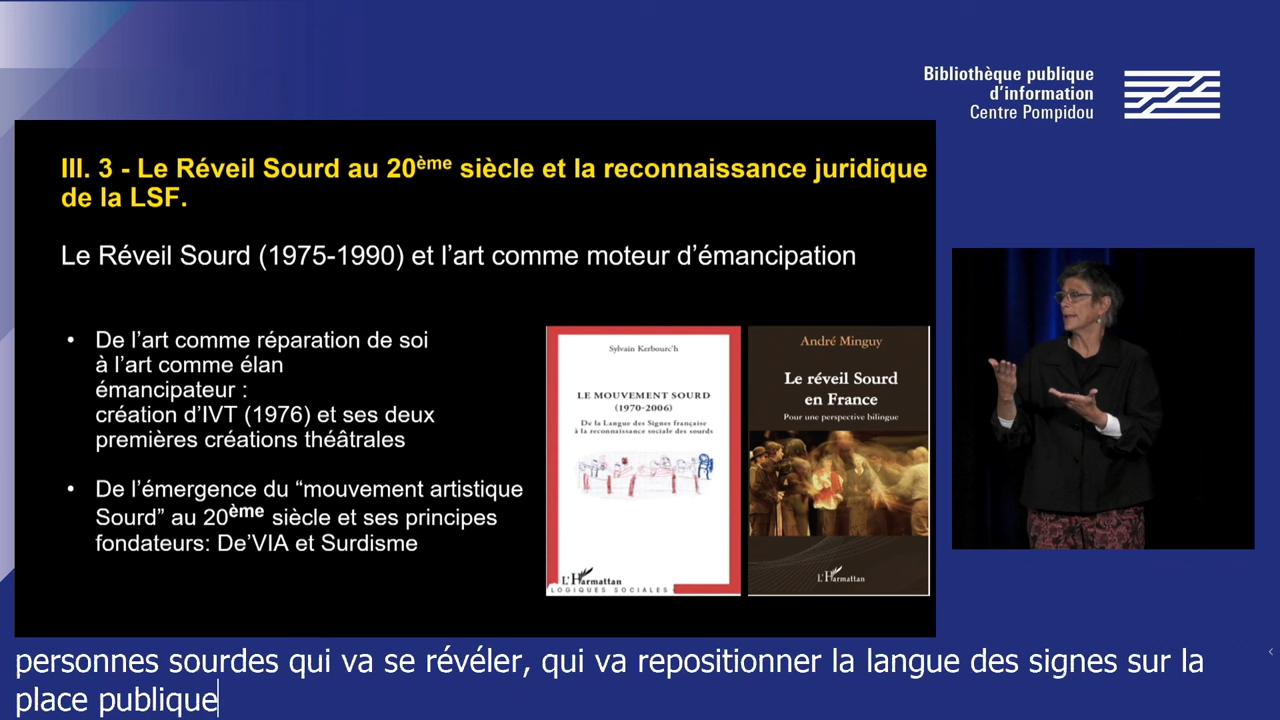 Bibliothèque publique
d'information
Centre Pompidou
III. 3 - Le Réveil Sourd au 20ème siècle et la reconnaissance juridique
de la LSF.
Le Réveil Sourd (1975-1990) et l'art comme moteur d'émancipation
• De l'art comme réparation de soi
à l'art comme élan
émancipateur :
création d'IVT (1976) et ses deux
premières créations théâtrales
• De l'émergence du “mouvement artistique
Sourd” au 20ème siècle et ses principes
fondateurs: De'VIA et Surdisme
Sylvain Kerbourc'h
LE MOUVEMENT SOURD
(1970-2006)
De la Langue des Signes française
à la reconnaissance sociale des sourds
L'Harmattan
LOGIQUES SOCIALES
André Minguy
Le réveil Sourd
en France
Pour une perspective bilingue
L'Harmattan
personnes sourdes qui va se révéler, qui va repositionner la langue des signes sur la
place publique